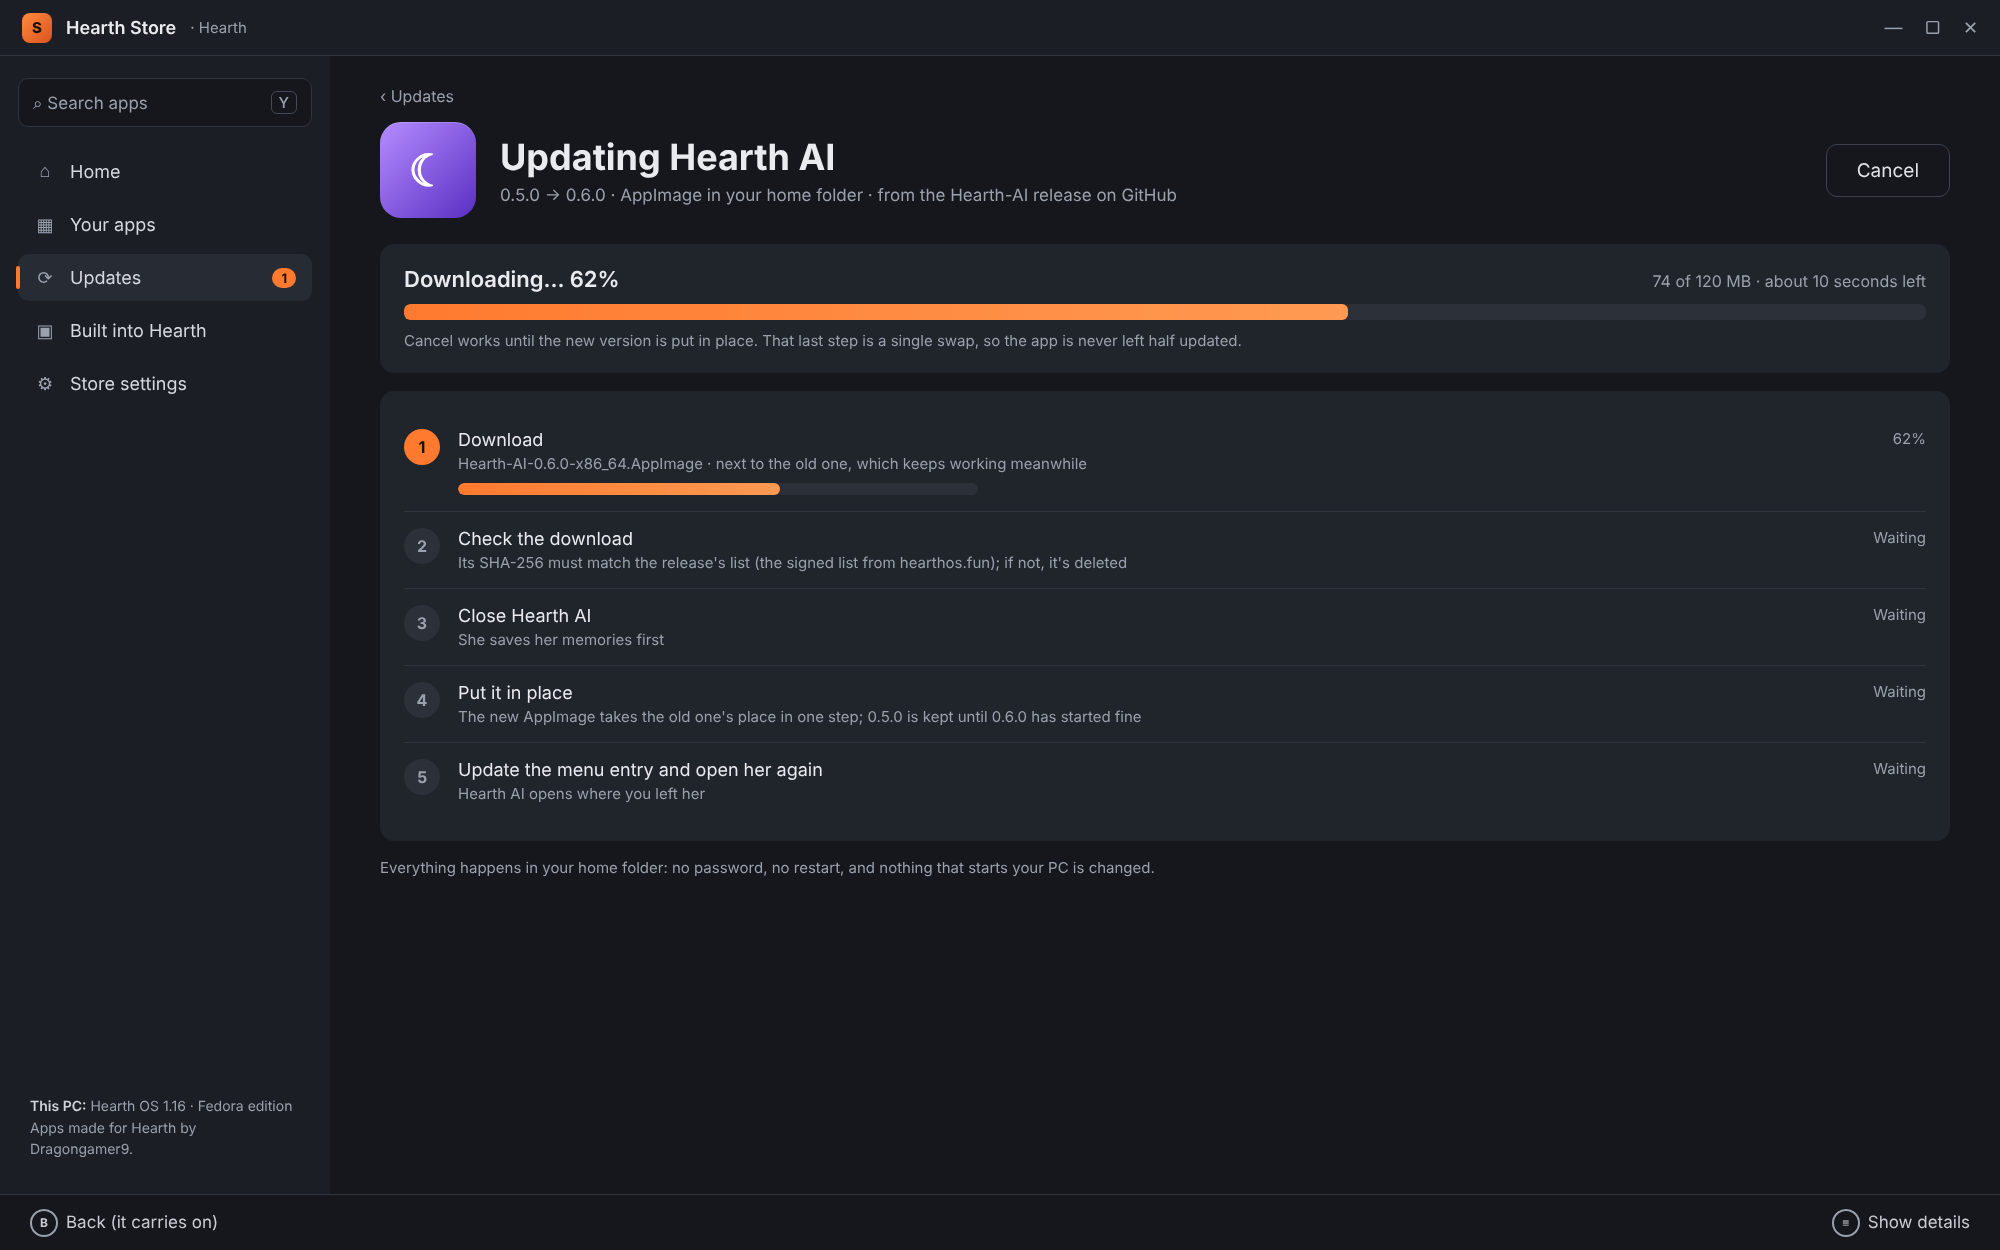 S Hearth Store · Hearth
Search apps Y
Home
Your apps
Updates 1
Built into Hearth
Store settings
This PC: Hearth OS 1.16 · Fedora edition
Apps made for Hearth by
Dragongamer9.
‹ Updates
Updating Hearth AI
0.5.0 → 0.6.0 · AppImage in your home folder · from the Hearth-AI release on GitHub
Cancel
Downloading... 62%
74 of 120 MB · about 10 seconds left
Cancel works until the new version is put in place. That last step is a single swap, so the app is never left half updated.
1 Download 62%
Hearth-AI-0.6.0-x86_64.AppImage · next to the old one, which keeps working meanwhile
2 Check the download Waiting
Its SHA-256 must match the release's list (the signed list from hearthos.fun); if not, it's deleted
3 Close Hearth AI Waiting
She saves her memories first
4 Put it in place Waiting
The new AppImage takes the old one's place in one step; 0.5.0 is kept until 0.6.0 has started fine
5 Update the menu entry and open her again Waiting
Hearth AI opens where you left her
Everything happens in your home folder: no password, no restart, and nothing that starts your PC is changed.
B Back (it carries on)
Show details